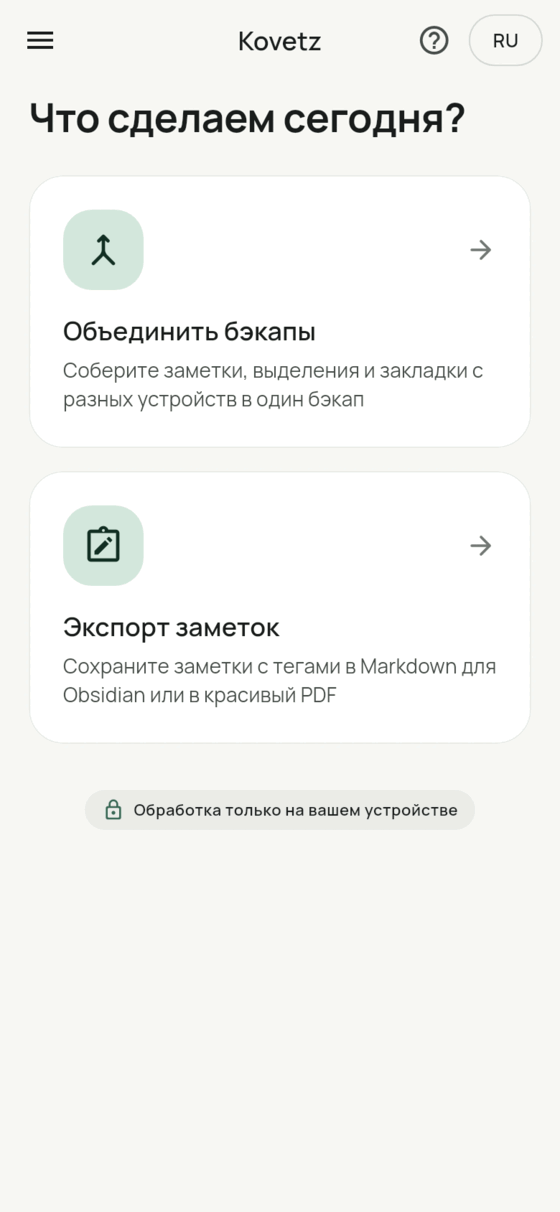 Kovetz
RU
Что сделаем сегодня?
Объединить бэкапы
Соберите заметки, выделения и закладки с
разных устройств в один бэкап
Экспорт заметок
Сохраните заметки с тегами в Markdown для
Obsidian или в красивый PDF
Обработка только на вашем устройстве